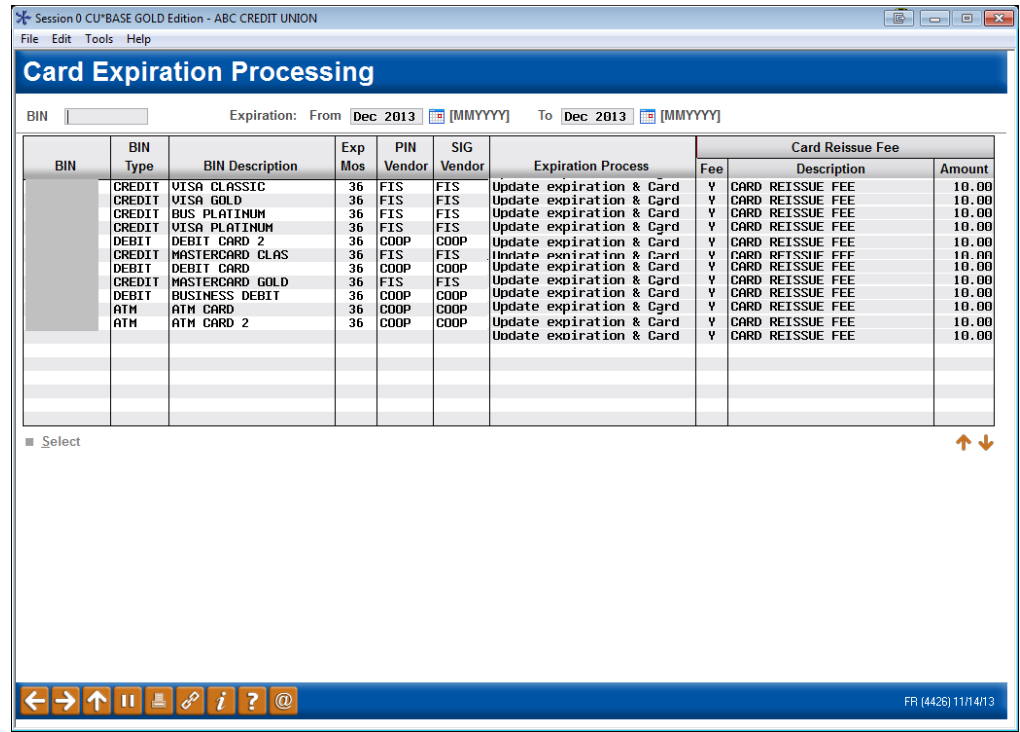 Session 0 CU*BASE GOLD Edition - ABC CREDIT UNION
File Edit Tools Help
Card Expiration Processing
BIN Expiration: From Dec 2013 [MMYYYY] To Dec 2013 [MMYYYY]
BIN Exp PIN SIG Card Reissue Fee
BIN Type BIN Description Mos Vendor Vendor Expiration Process Fee Description Amount
CREDIT VISA CLASSIC 36 FIS FIS Update expiration & Card Y CARD REISSUE FEE 10.00
CREDIT VISA GOLD 36 FIS FIS Update expiration & Card Y CARD REISSUE FEE 10.00
CREDIT BUS PLATINUM 36 FIS FIS Update expiration & Card Y CARD REISSUE FEE 10.00
CREDIT VISA PLATINUM 36 FIS FIS Update expiration & Card Y CARD REISSUE FEE 10.00
DEBIT DEBIT CARD 2 36 COOP COOP Update expiration & Card Y CARD REISSUE FEE 10.00
CREDIT MASTERCARD CLAS 36 FIS FIS Update expiration & Card Y CARD REISSUE FEE 10.00
DEBIT DEBIT CARD 36 COOP COOP Update expiration & Card Y CARD REISSUE FEE 10.00
CREDIT MASTERCARD GOLD 36 FIS FIS Update expiration & Card Y CARD REISSUE FEE 10.00
DEBIT BUSINESS DEBIT 36 COOP COOP Update expiration & Card Y CARD REISSUE FEE 10.00
ATM ATM CARD 36 COOP COOP Update expiration & Card Y CARD REISSUE FEE 10.00
ATM ATM CARD 2 36 COOP COOP Update expiration & Card Y CARD REISSUE FEE 10.00
Update expiration & Card Y CARD REISSUE FEE 10.00
Select
FR (4426) 11/14/13